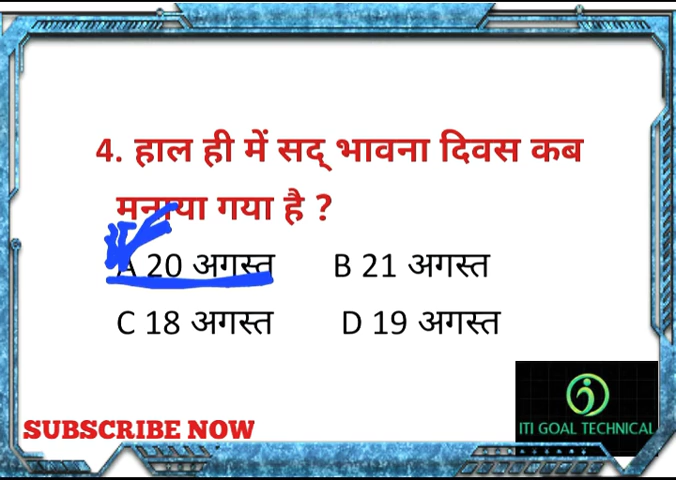 4. हाल ही में सद् भावना दिवस कब
मनाया गया है ?
A 20 अगस्त B 21 अगस्त
C 18 अगस्त D 19 अगस्त
SUBSCRIBE NOW
ITI GOAL TECHNICAL